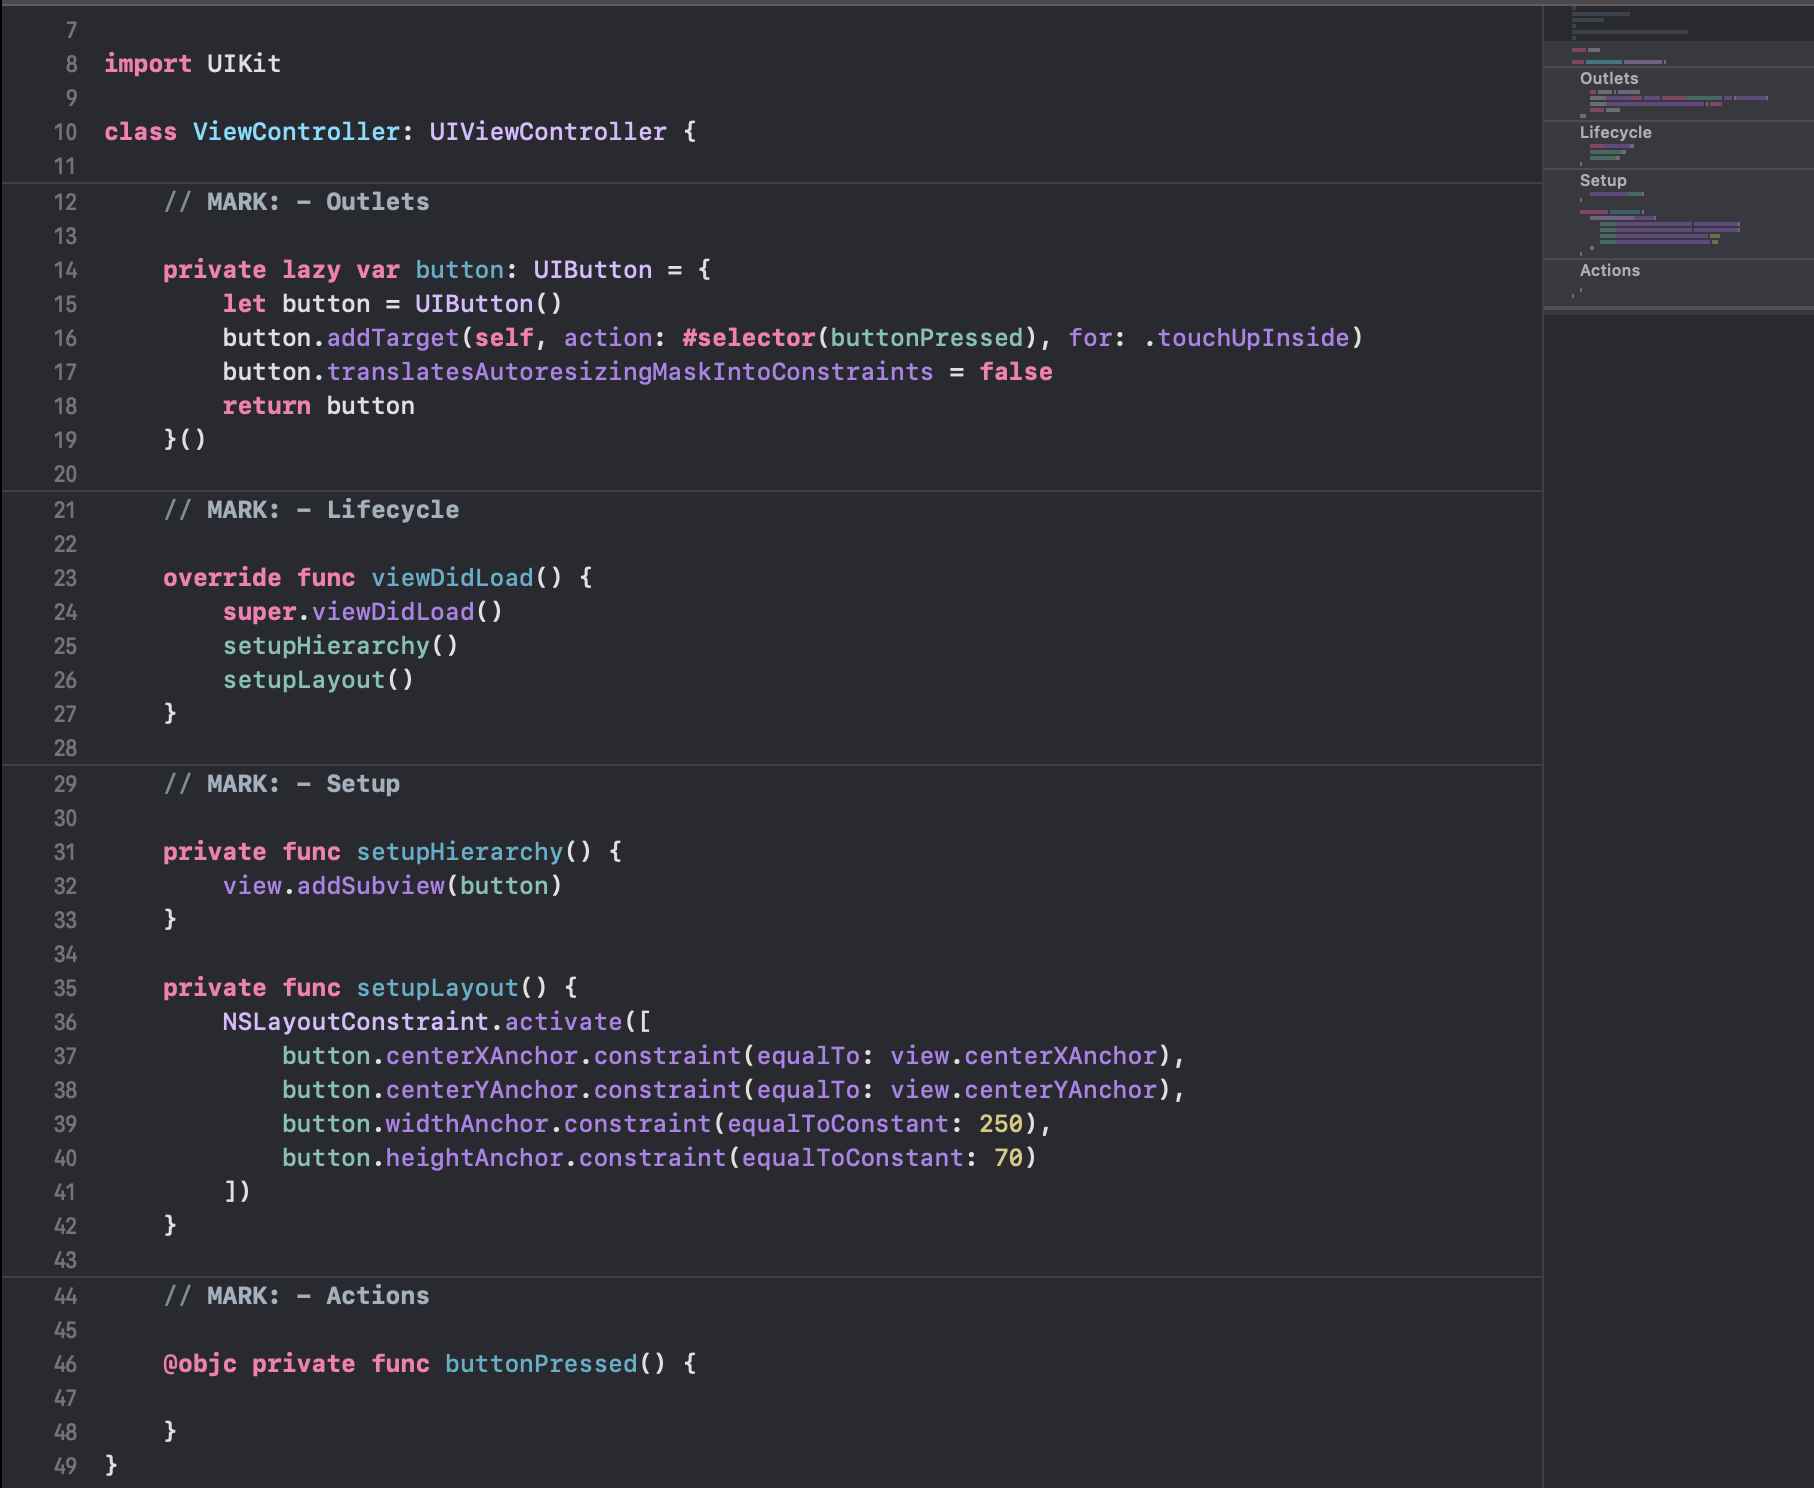 7
8 import UIKit
9
10 class ViewController: UIViewController {
11
12     // MARK: - Outlets
13
14     private lazy var button: UIButton = {
15         let button = UIButton()
16         button.addTarget(self, action: #selector(buttonPressed), for: .touchUpInside)
17         button.translatesAutoresizingMaskIntoConstraints = false
18         return button
19     }()
20
21     // MARK: - Lifecycle
22
23     override func viewDidLoad() {
24         super.viewDidLoad()
25         setupHierarchy()
26         setupLayout()
27     }
28
29     // MARK: - Setup
30
31     private func setupHierarchy() {
32         view.addSubview(button)
33     }
34
35     private func setupLayout() {
36         NSLayoutConstraint.activate([
37             button.centerXAnchor.constraint(equalTo: view.centerXAnchor),
38             button.centerYAnchor.constraint(equalTo: view.centerYAnchor),
39             button.widthAnchor.constraint(equalToConstant: 250),
40             button.heightAnchor.constraint(equalToConstant: 70)
41         ])
42     }
43
44     // MARK: - Actions
45
46     @objc private func buttonPressed() {
47
48     }
49 }
Outlets
Lifecycle
Setup
Actions